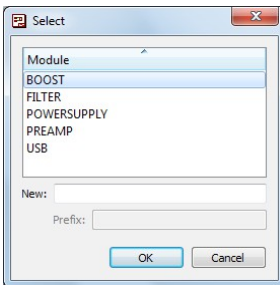 Select
Module
BOOST
FILTER
POWERSUPPLY
PREAMP
USB
New:
Prefix:
OK Cancel